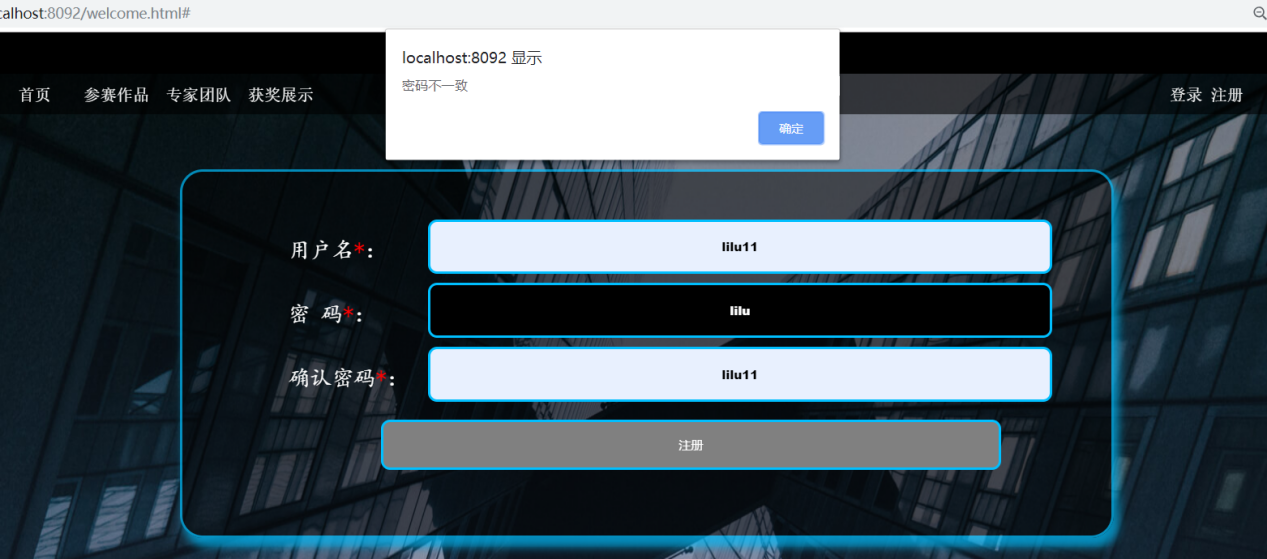 calhost:8092/welcome.html#
localhost:8092 显示
密码不一致
确定
首页 参赛作品 专家团队 获奖展示 登录 注册
用户名*: lilu11
密 码*: lilu
确认密码*: lilu11
注册